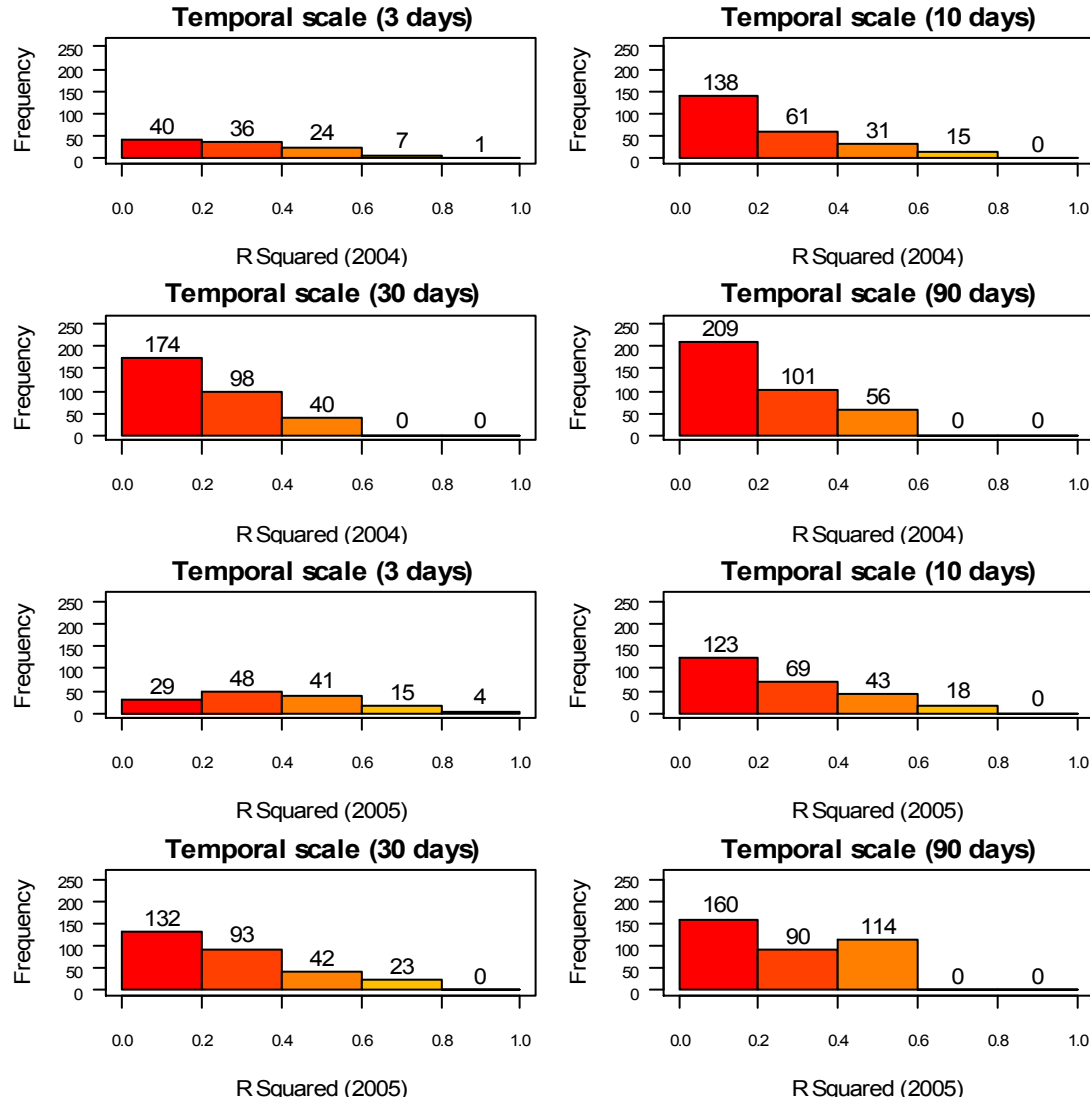 Temporal scale (3 days)
Frequency
250
200
150
100
50
0
40 36 24 7 1
0.0 0.2 0.4 0.6 0.8 1.0
R Squared (2004)
Temporal scale (10 days)
Frequency
250
200
150
100
50
0
138 61 31 15 0
0.0 0.2 0.4 0.6 0.8 1.0
R Squared (2004)
Temporal scale (30 days)
Frequency
250
200
150
100
50
0
174 98 40 0 0
0.0 0.2 0.4 0.6 0.8 1.0
R Squared (2004)
Temporal scale (90 days)
Frequency
250
200
150
100
50
0
209 101 56 0 0
0.0 0.2 0.4 0.6 0.8 1.0
R Squared (2004)
Temporal scale (3 days)
Frequency
250
200
150
100
50
0
29 48 41 15 4
0.0 0.2 0.4 0.6 0.8 1.0
R Squared (2005)
Temporal scale (10 days)
Frequency
250
200
150
100
50
0
123 69 43 18 0
0.0 0.2 0.4 0.6 0.8 1.0
R Squared (2005)
Temporal scale (30 days)
Frequency
250
200
150
100
50
0
132 93 42 23 0
0.0 0.2 0.4 0.6 0.8 1.0
R Squared (2005)
Temporal scale (90 days)
Frequency
250
200
150
100
50
0
160 90 114 0 0
0.0 0.2 0.4 0.6 0.8 1.0
R Squared (2005)